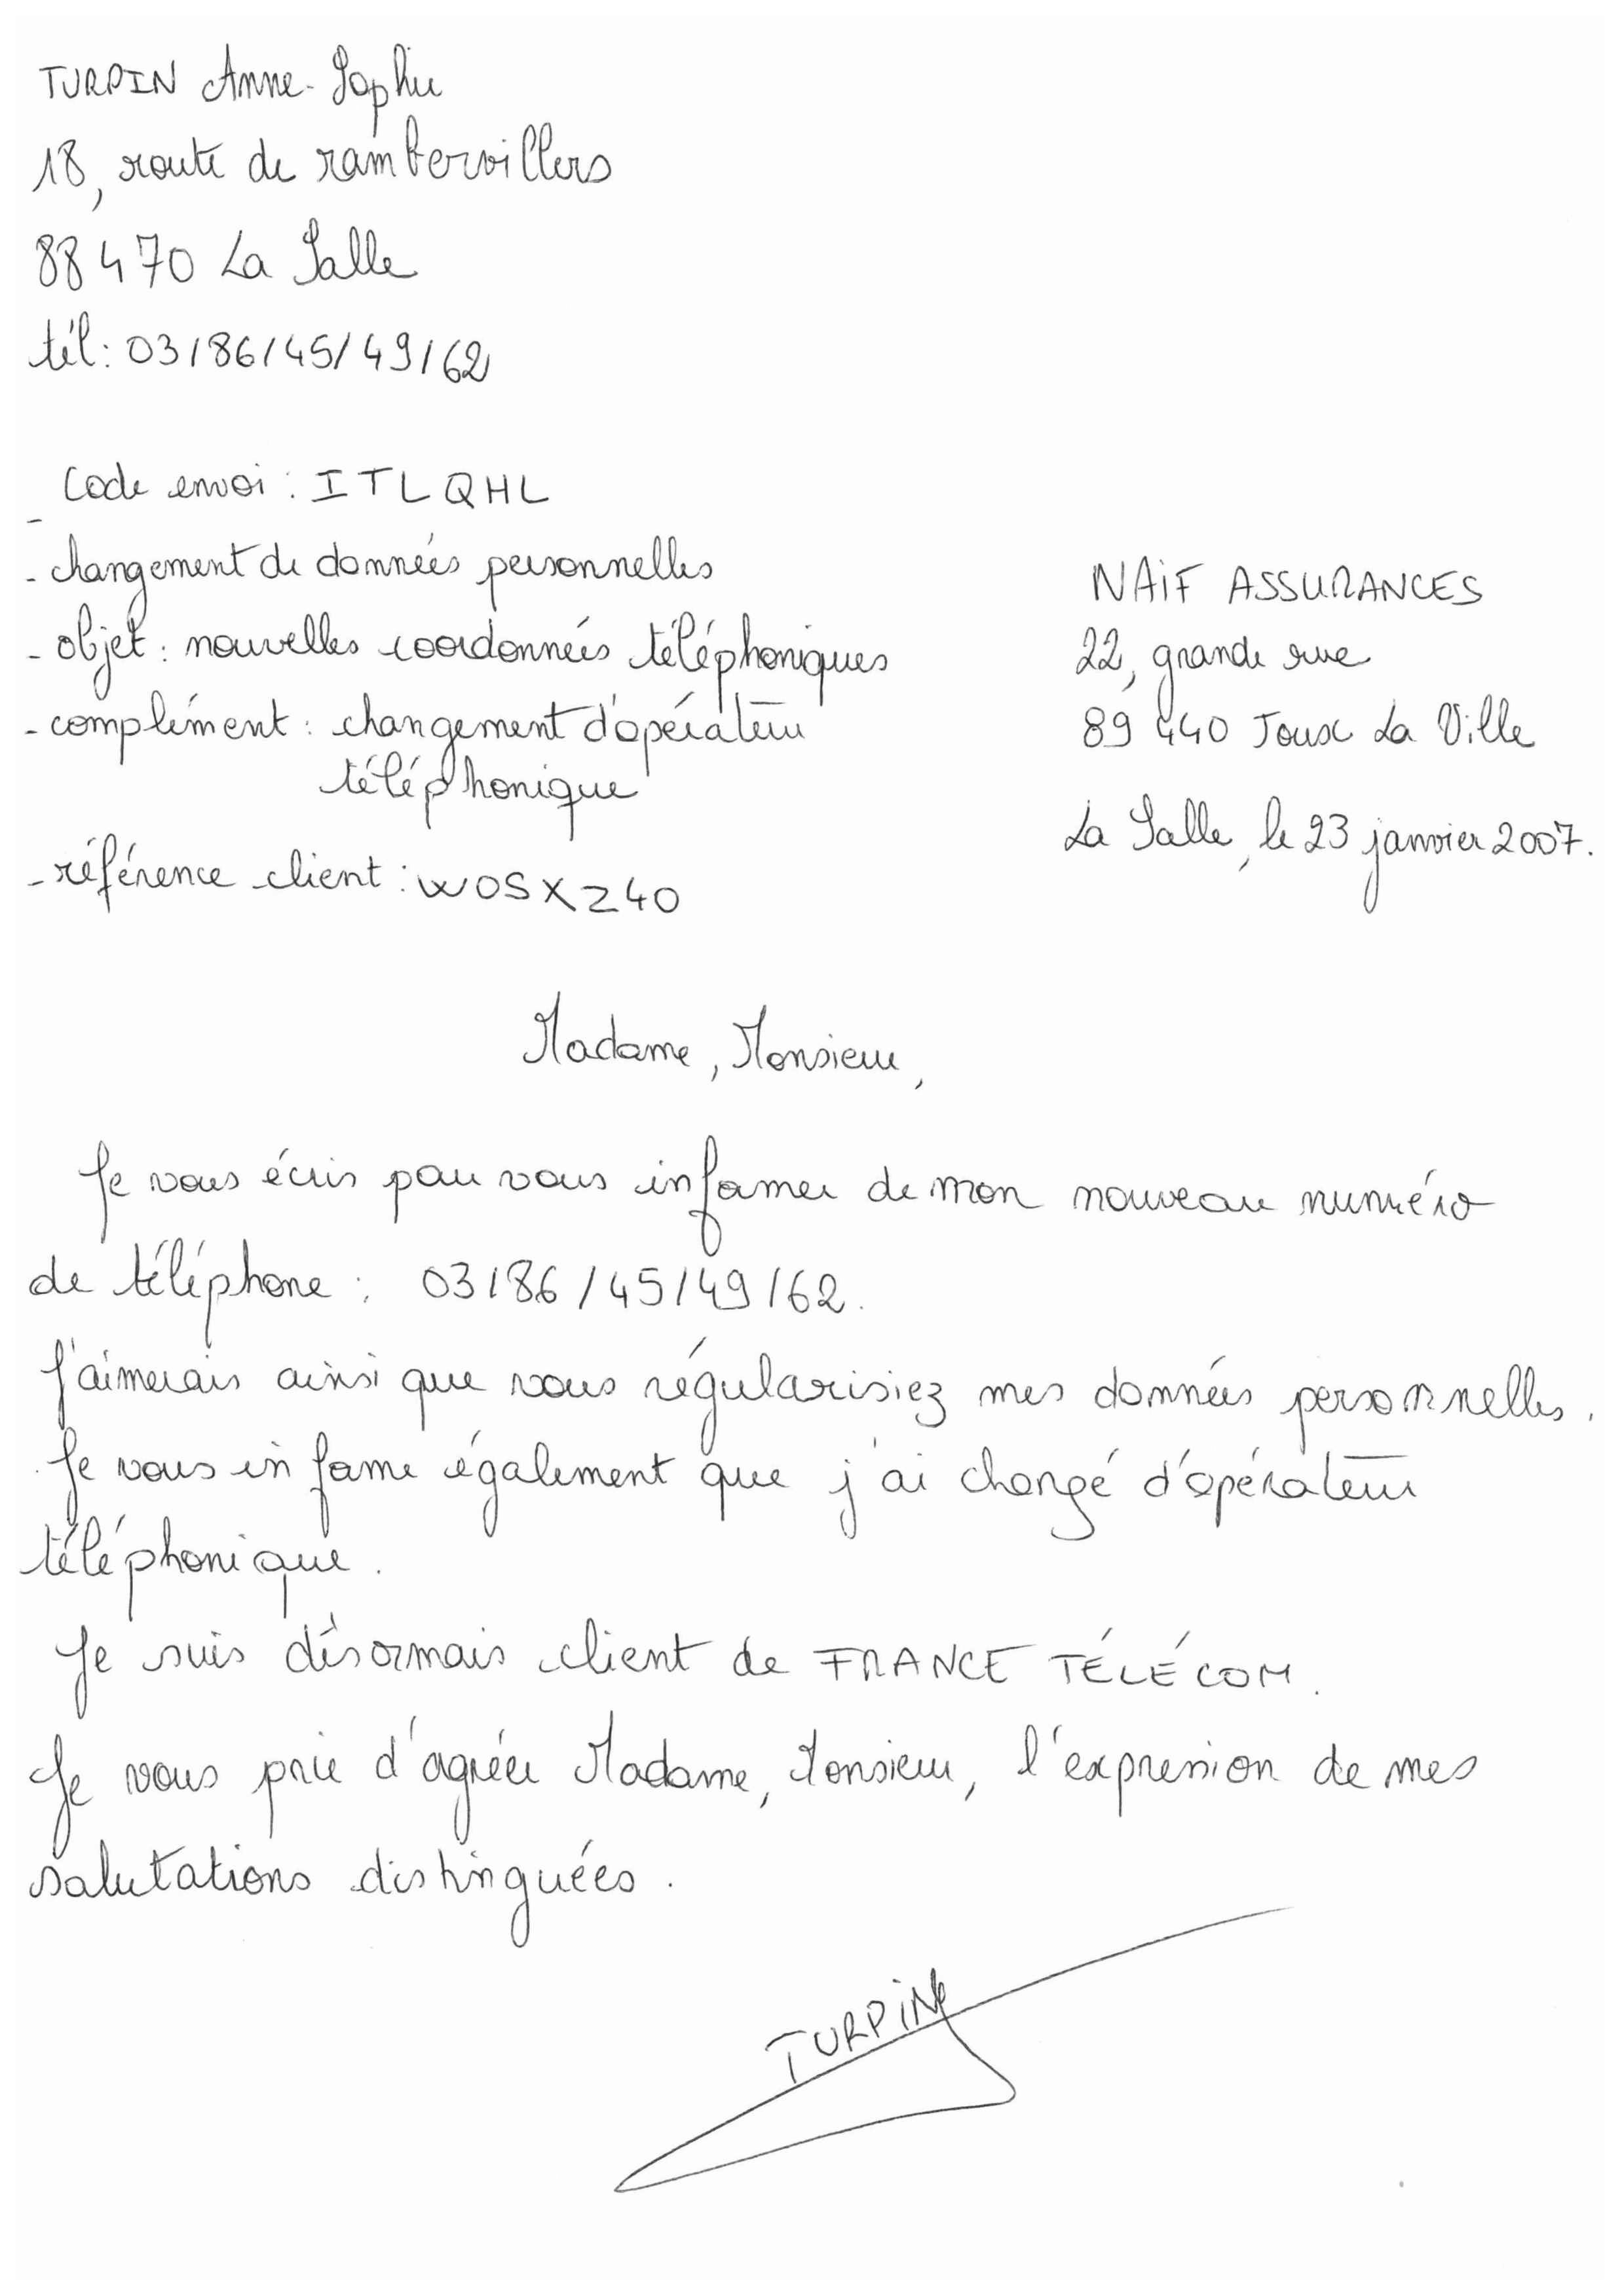 TURPIN Anne-Sophie
18, route de rambervillers
88470 La Salle
tél: 03/86/45/49/62
Code envoi : ITLQHL
-
- changement de données personnelles
- objet : nouvelles coordonnées téléphoniques
- complément : changement d'opérateur
téléphonique
- référence client : WOSXZ40
NAiF ASSURANCES
22, grande rue
89 440 Joux La Ville
La Salle, le 23 janvier 2007.
Madame, Monsieur,
Je vous écris pour vous informer de mon nouveau numéro
de téléphone : 03/86/45/49/62.
J'aimerais ainsi que vous régularisiez mes données personnelles.
Je vous informe également que j'ai changé d'opérateur
téléphonique.
Je suis désormais client de FRANCE TÉLÉCOM.
Je vous prie d'agréer Madame, Monsieur, l'expression de mes
salutations distinguées.
TURPiN